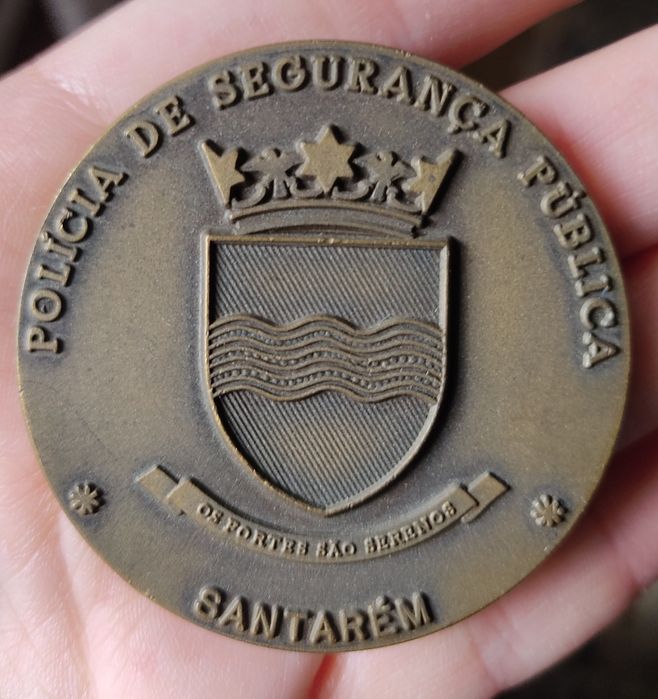 POLÍCIA DE SEGURANÇA PÚBLICA
OS FORTES SÃO SERENOS
SANTARÉM